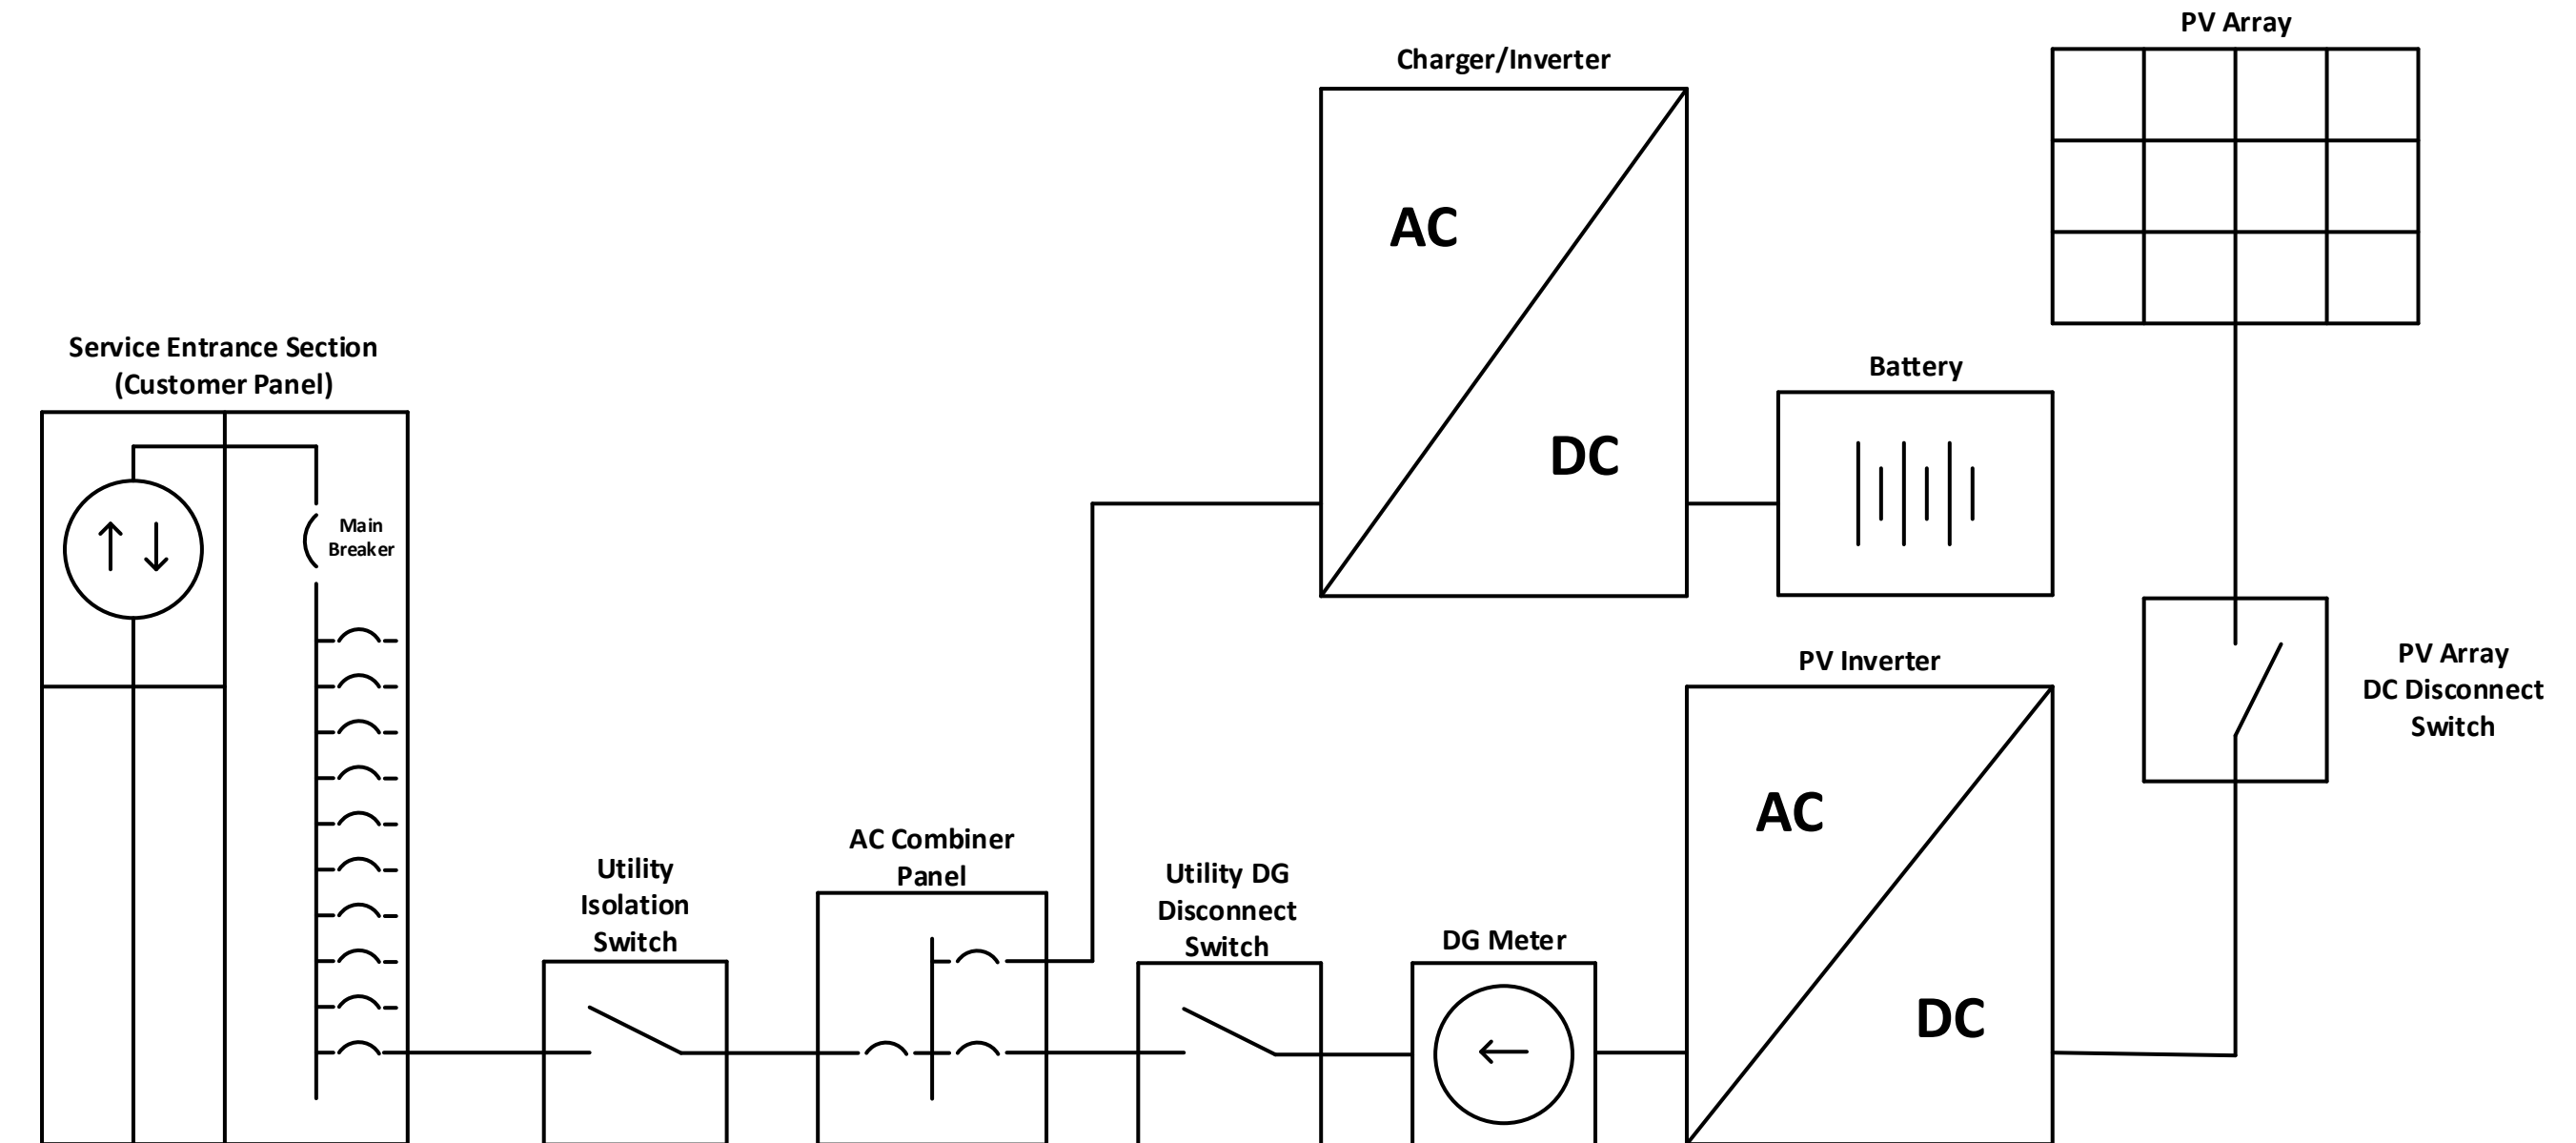 PV Array
Charger/Inverter
AC
DC
Service Entrance Section
(Customer Panel)
Main
Breaker
Battery
PV Inverter
AC
DC
PV Array
DC Disconnect
Switch
Utility
Isolation
Switch
AC Combiner
Panel
Utility DG
Disconnect
Switch
DG Meter